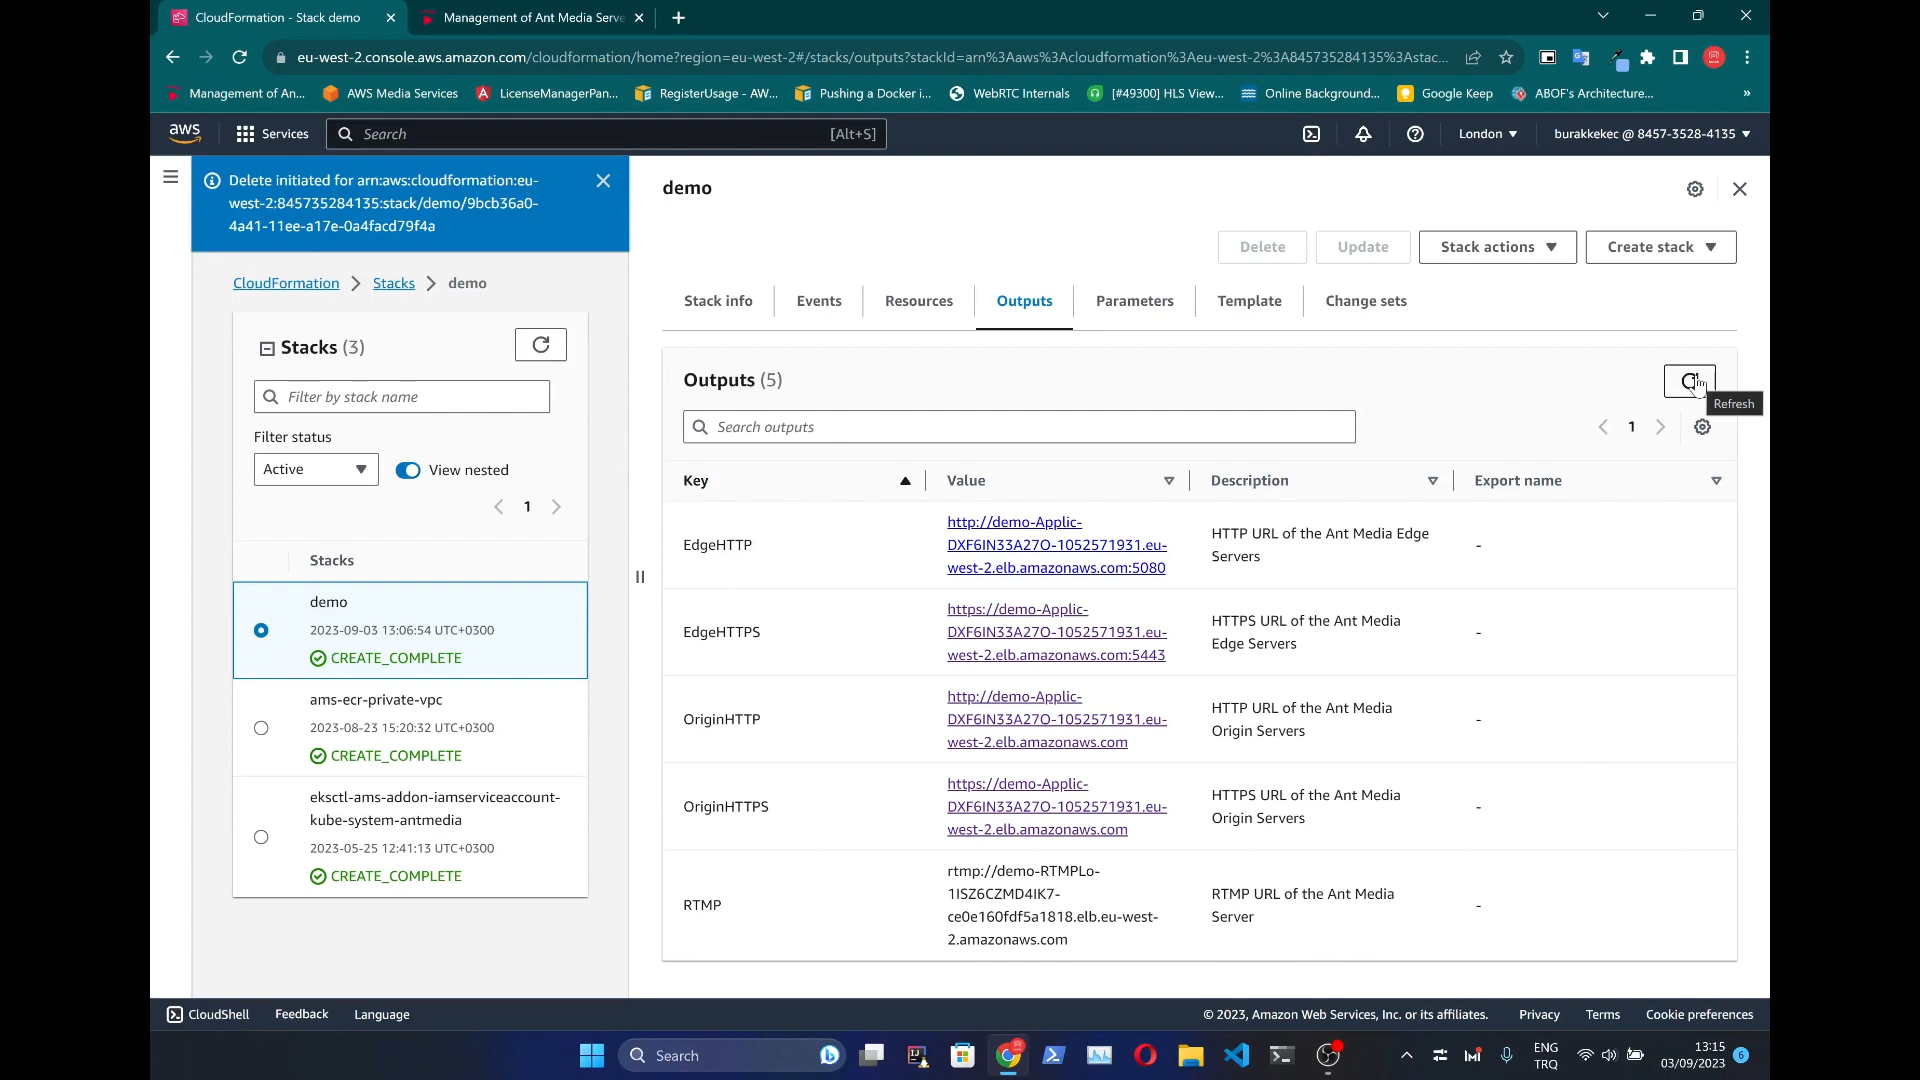 CloudFormation - Stack demo
Management of Ant Media Serve
eu-west-2.console.aws.amazon.com/cloudformation/home?region=eu-west-2#/stacks/outputs?stackId=arn%3Aaws%3Acloudformation%3Aeu-west-2%3A845735284135%3Astac...
Management of An...
AWS Media Services
LicenseManagerPan...
RegisterUsage - AW...
Pushing a Docker i...
WebRTC Internals
[#49300] HLS View...
Online Background...
Google Keep
ABOF's Architecture...
»
aws
Services
Search
[Alt+S]
London
burakkekec @ 8457-3528-4135
Delete initiated for arn:aws:cloudformation:eu-
west-2:845735284135:stack/demo/9bcb36a0-
4a41-11ee-a17e-0a4facd79f4a
CloudFormation
Stacks
demo
Stacks (3)
Filter by stack name
Filter status
Active
View nested
1
Stacks
demo
2023-09-03 13:06:54 UTC+0300
CREATE_COMPLETE
ams-ecr-private-vpc
2023-08-23 15:20:32 UTC+0300
CREATE_COMPLETE
eksctl-ams-addon-iamserviceaccount-
kube-system-antmedia
2023-05-25 12:41:13 UTC+0300
CREATE_COMPLETE
demo
Delete
Update
Stack actions
Create stack
Stack info
Events
Resources
Outputs
Parameters
Template
Change sets
Outputs (5)
Refresh
Search outputs
1
Key
Value
Description
Export name
EdgeHTTP
http://demo-Applic-
DXF6IN33A27O-1052571931.eu-
west-2.elb.amazonaws.com:5080
HTTP URL of the Ant Media Edge
Servers
-
EdgeHTTPS
https://demo-Applic-
DXF6IN33A27O-1052571931.eu-
west-2.elb.amazonaws.com:5443
HTTPS URL of the Ant Media
Edge Servers
-
OriginHTTP
http://demo-Applic-
DXF6IN33A27O-1052571931.eu-
west-2.elb.amazonaws.com
HTTP URL of the Ant Media
Origin Servers
-
OriginHTTPS
https://demo-Applic-
DXF6IN33A27O-1052571931.eu-
west-2.elb.amazonaws.com
HTTPS URL of the Ant Media
Origin Servers
-
RTMP
rtmp://demo-RTMPLo-
1ISZ6CZMD4IK7-
ce0e160fdf5a1818.elb.eu-west-
2.amazonaws.com
RTMP URL of the Ant Media
Server
-
CloudShell
Feedback
Language
© 2023, Amazon Web Services, Inc. or its affiliates.
Privacy
Terms
Cookie preferences
Search
ENG
TRQ
13:15
03/09/2023
6